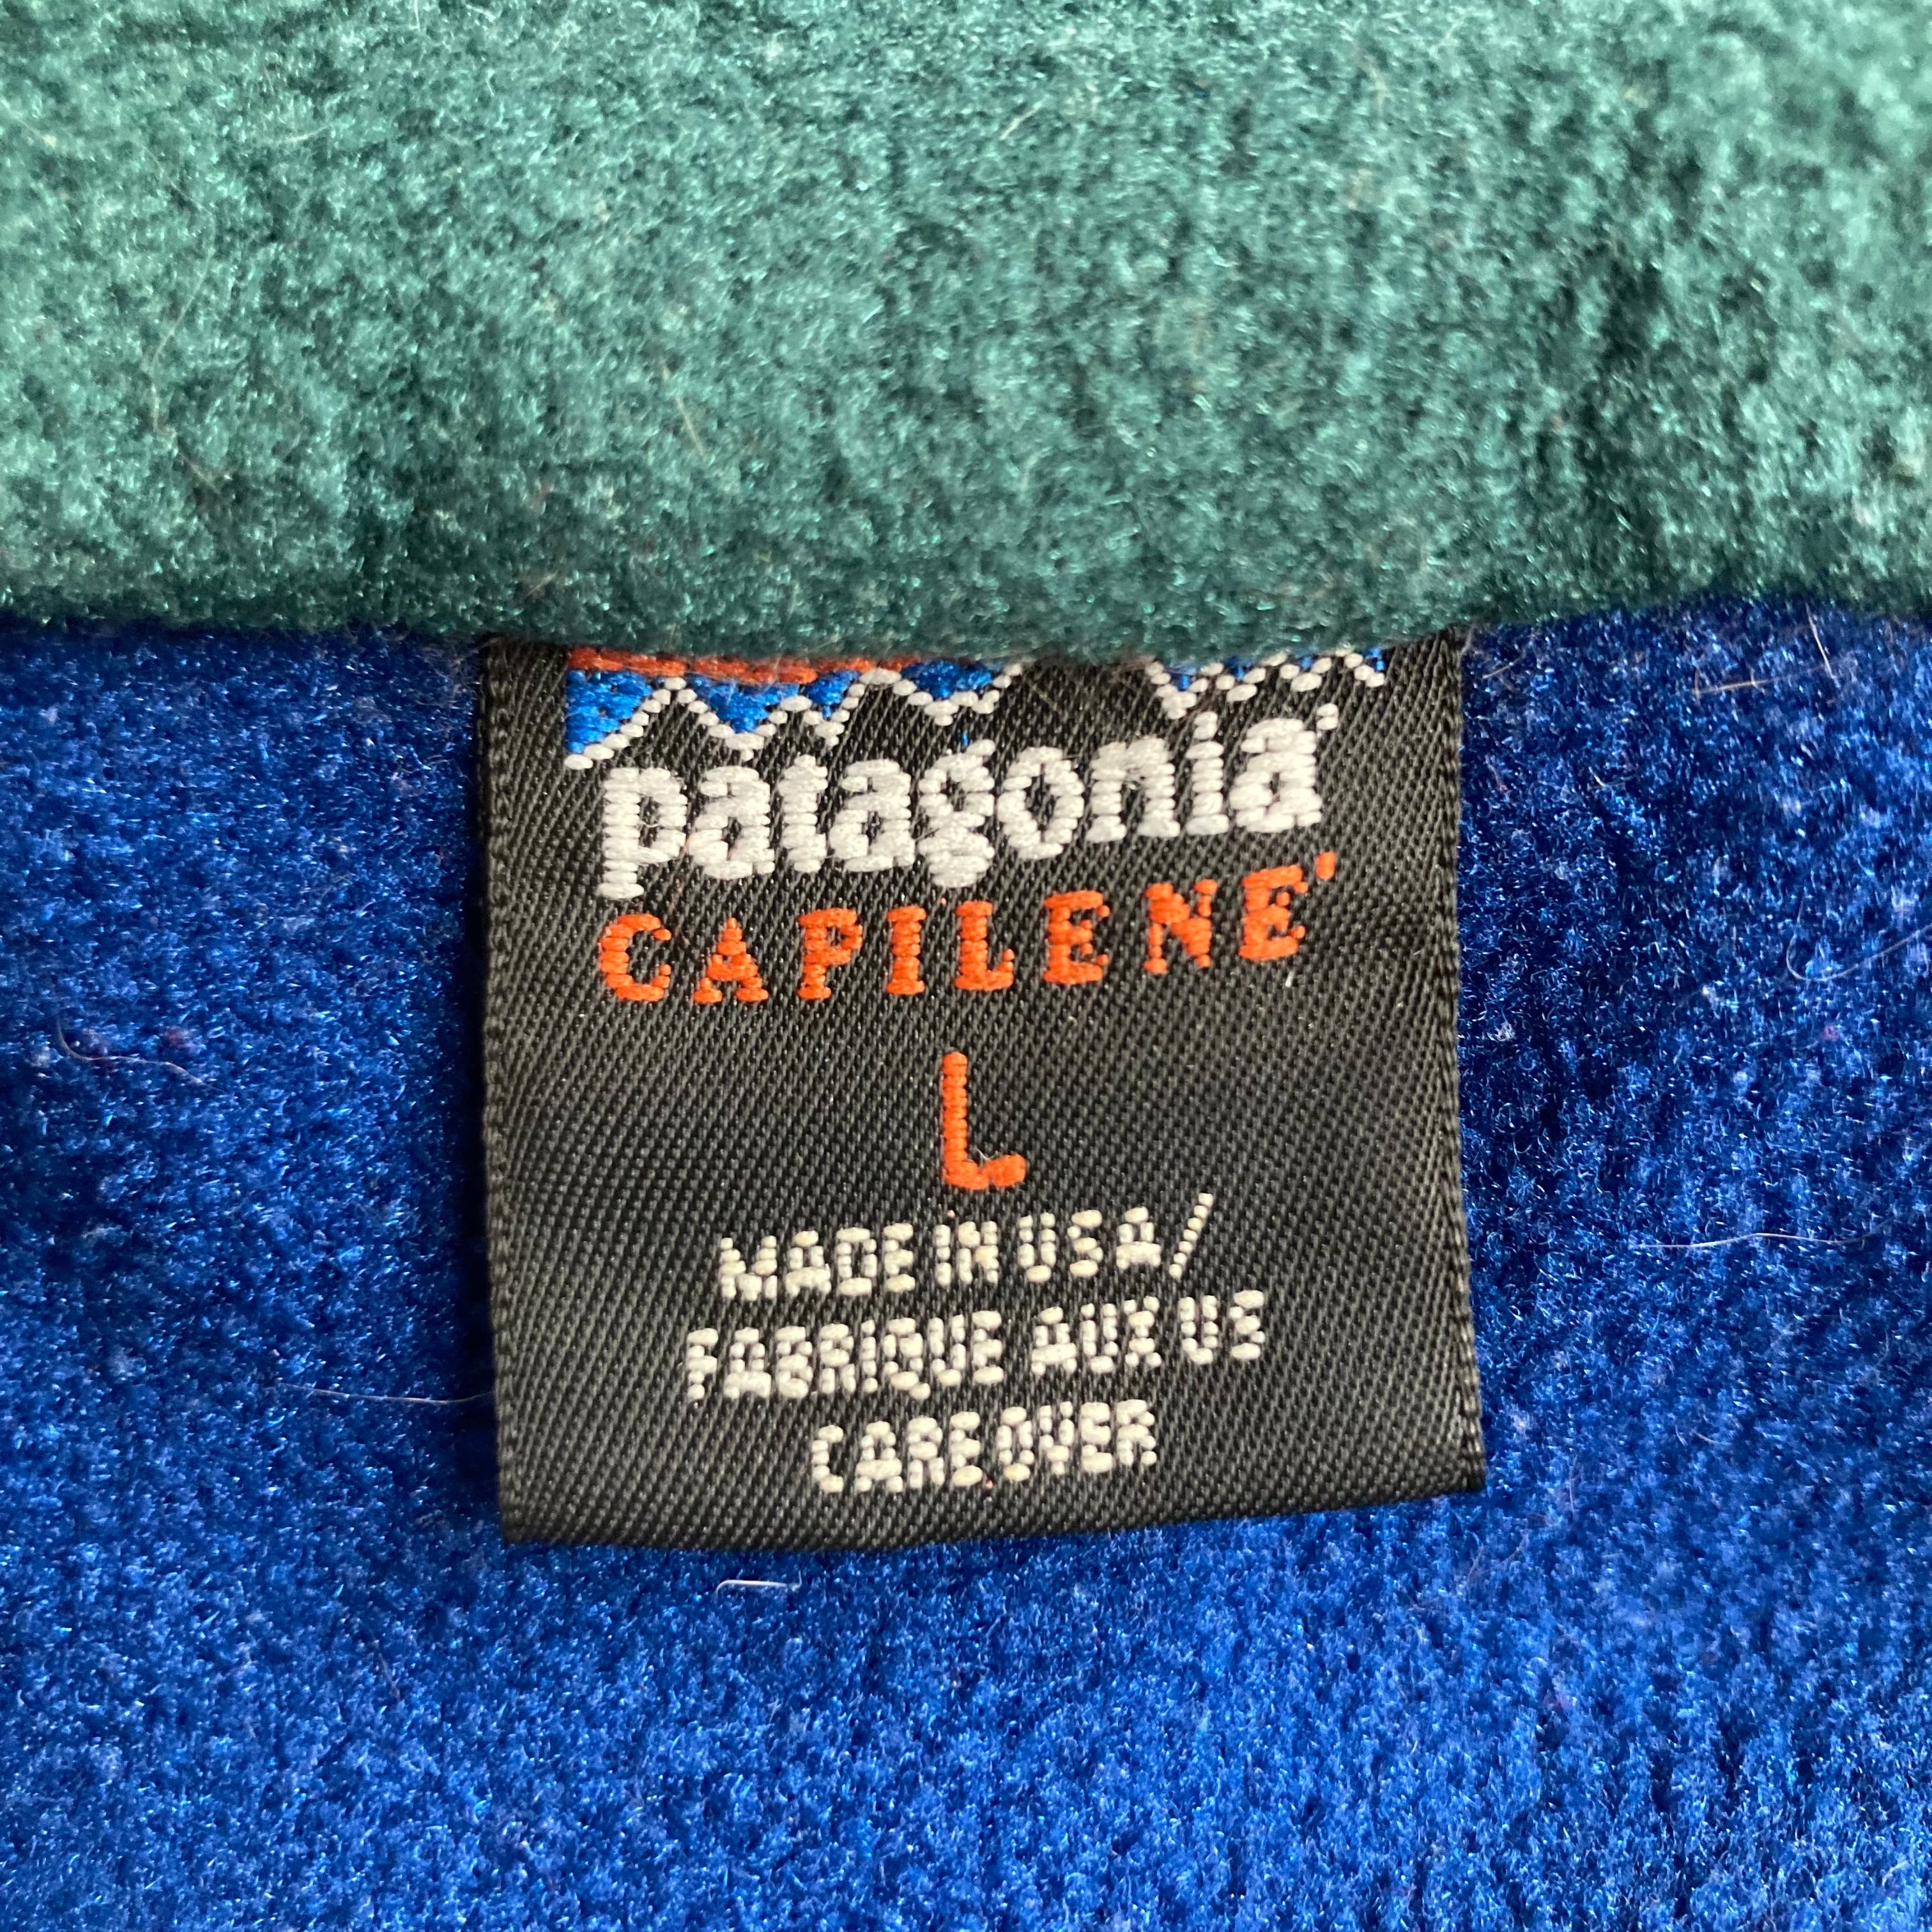 patagonia
CAPILENE
L
MADE IN USA/
FABRIQUE AUX US
CARE OVER